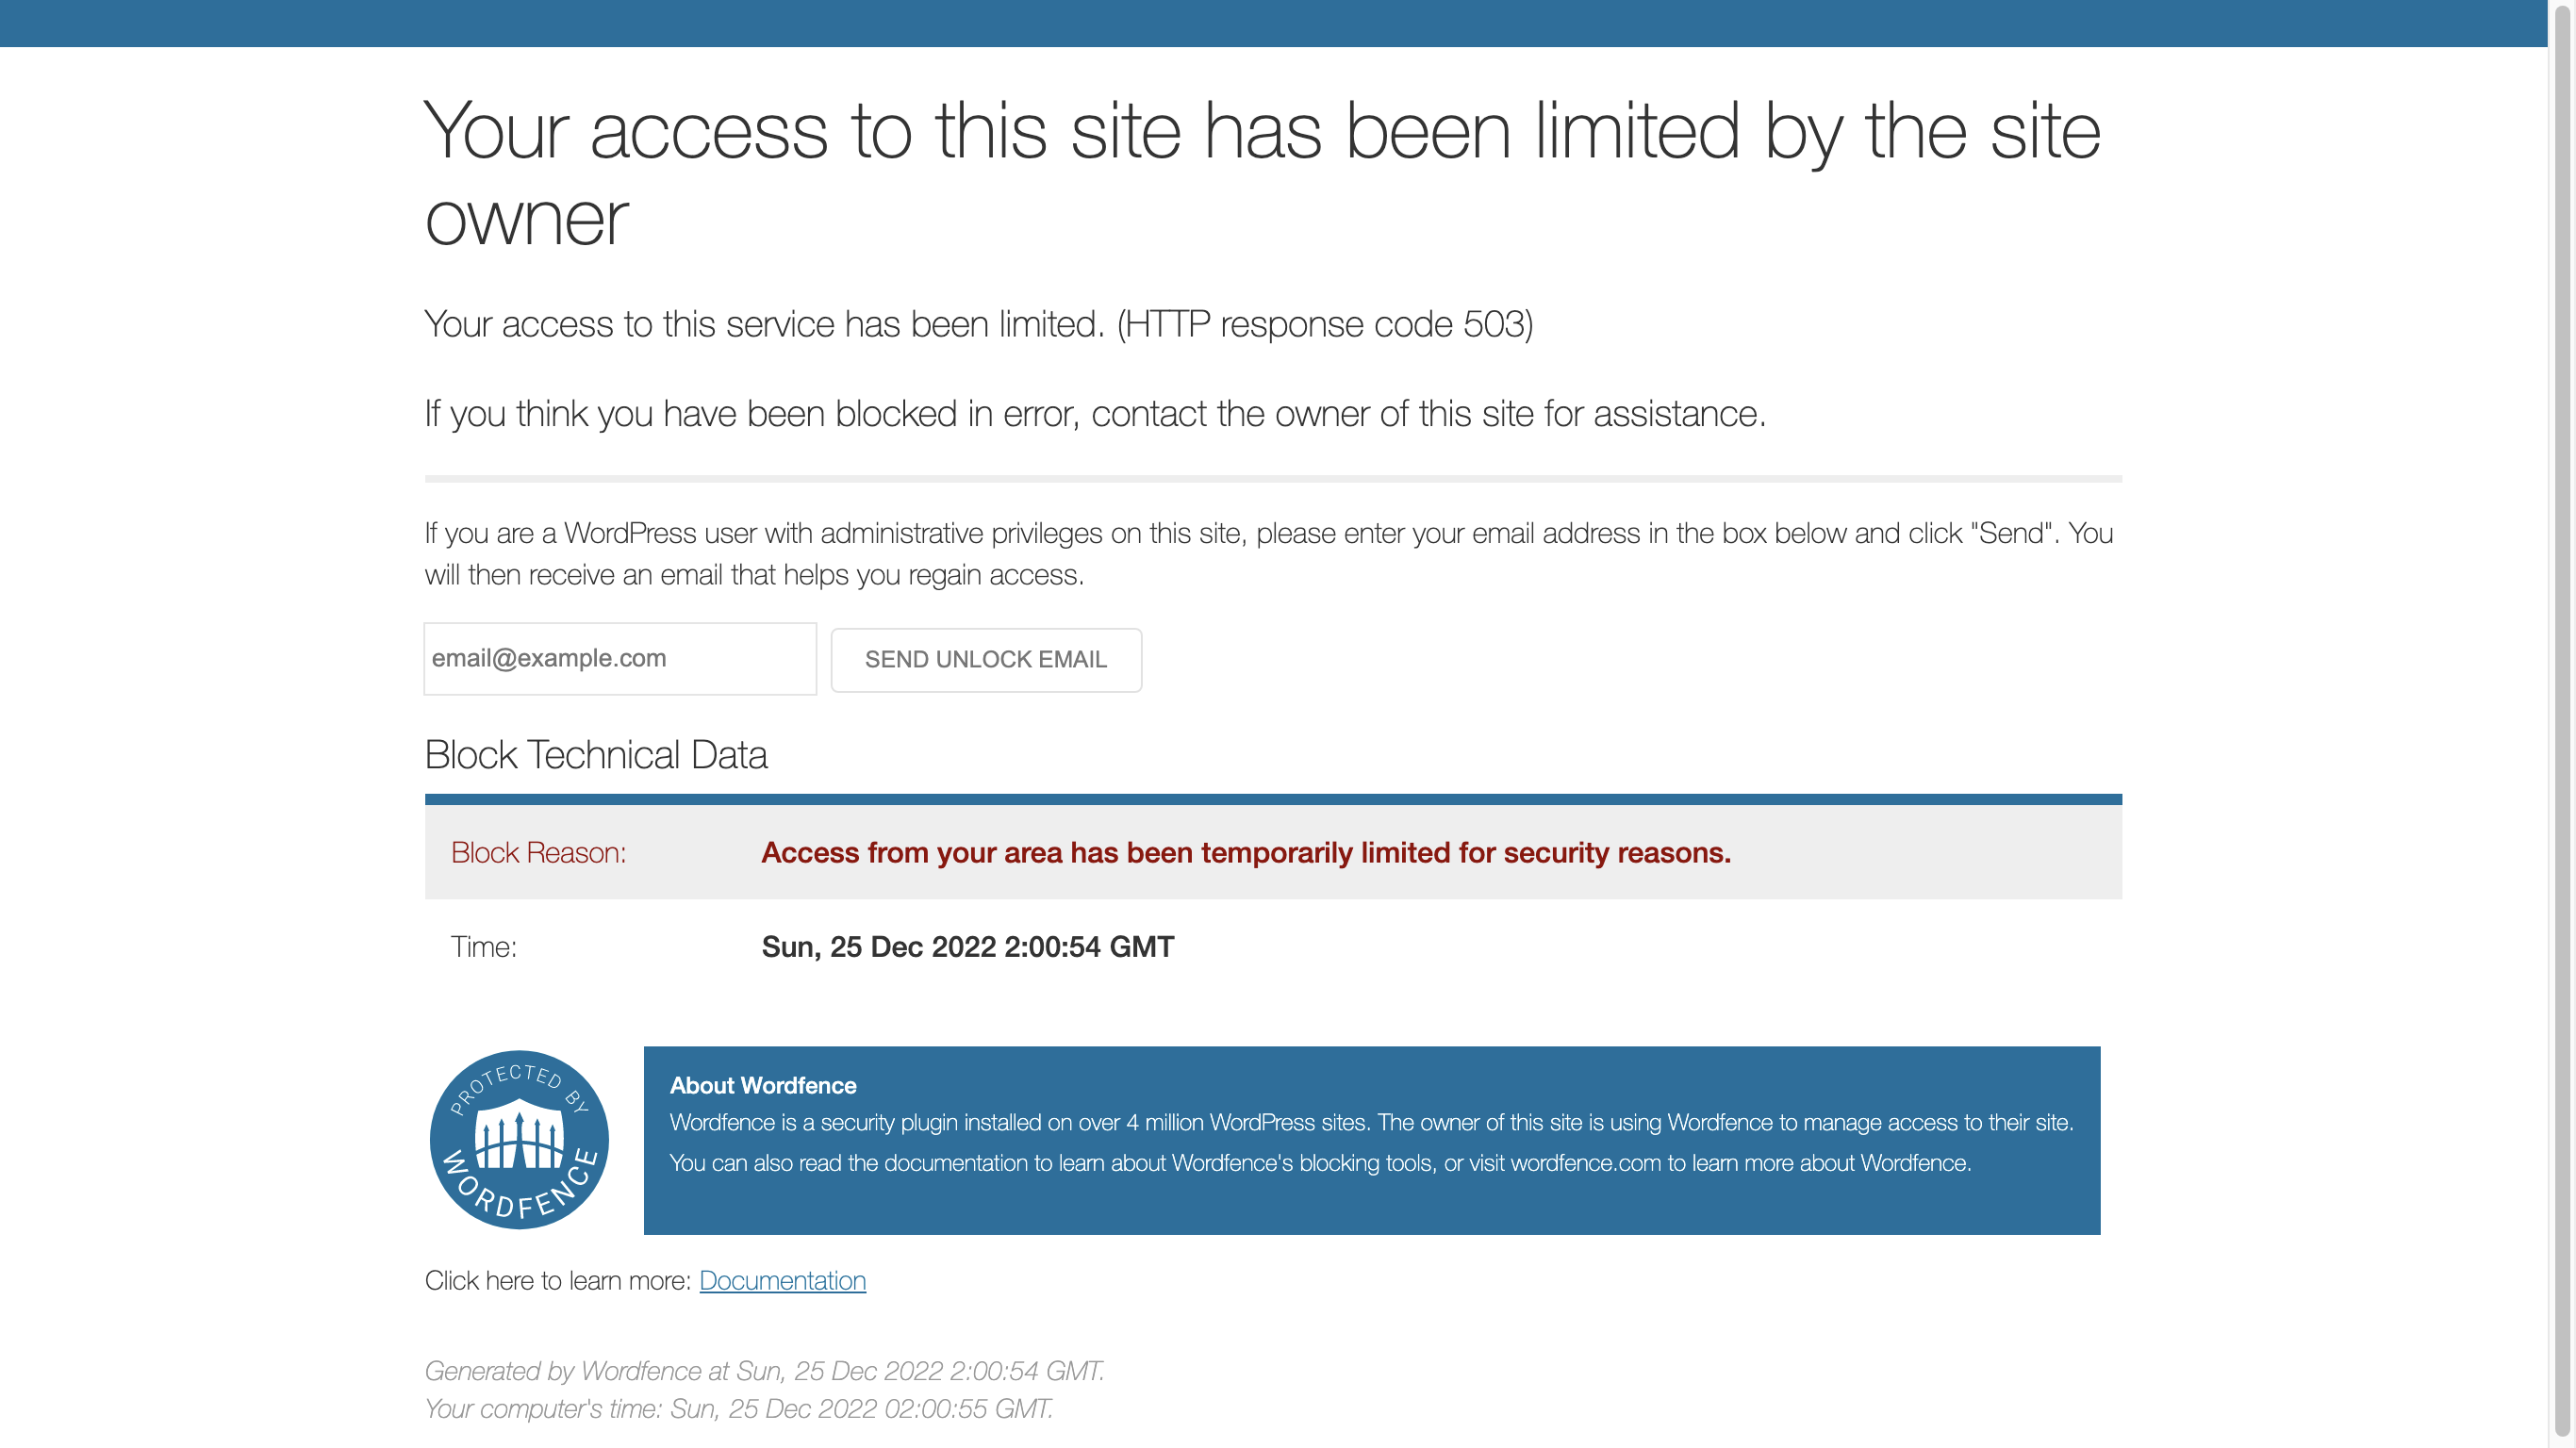 Your access to this site has been limited by the site
owner
Your access to this service has been limited. (HTTP response code 503)
If you think you have been blocked in error, contact the owner of this site for assistance.
If you are a WordPress user with administrative privileges on this site, please enter your email address in the box below and click "Send". You
will then receive an email that helps you regain access.
email@example.com
SEND UNLOCK EMAIL
Block Technical Data
Block Reason: Access from your area has been temporarily limited for security reasons.
Time: Sun, 25 Dec 2022 2:00:54 GMT
PROTECTED BY
WORDFENCE
About Wordfence
Wordfence is a security plugin installed on over 4 million WordPress sites. The owner of this site is using Wordfence to manage access to their site.
You can also read the documentation to learn about Wordfence's blocking tools, or visit wordfence.com to learn more about Wordfence.
Click here to learn more: Documentation
Generated by Wordfence at Sun, 25 Dec 2022 2:00:54 GMT.
Your computer's time: Sun, 25 Dec 2022 02:00:55 GMT.